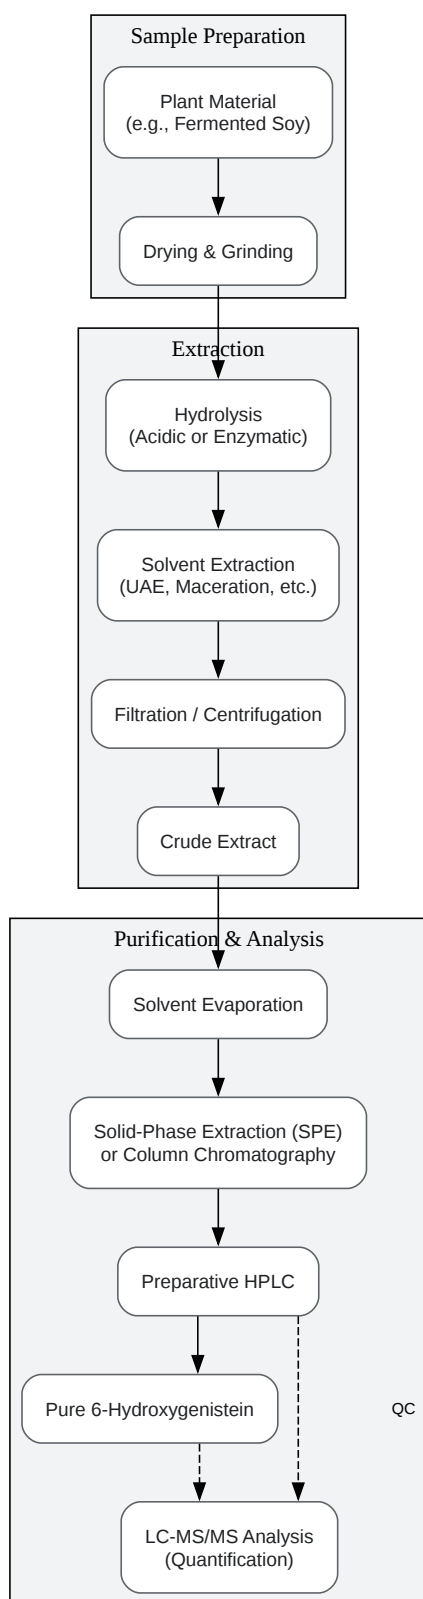 Sample Preparation
Plant Material
(e.g., Fermented Soy)
Drying & Grinding
Extraction
Hydrolysis
(Acidic or Enzymatic)
Solvent Extraction
(UAE, Maceration, etc.)
Filtration / Centrifugation
Crude Extract
Purification & Analysis
Solvent Evaporation
Solid-Phase Extraction (SPE)
or Column Chromatography
Preparative HPLC
Pure 6-Hydroxygenistein
QC
LC-MS/MS Analysis
(Quantification)